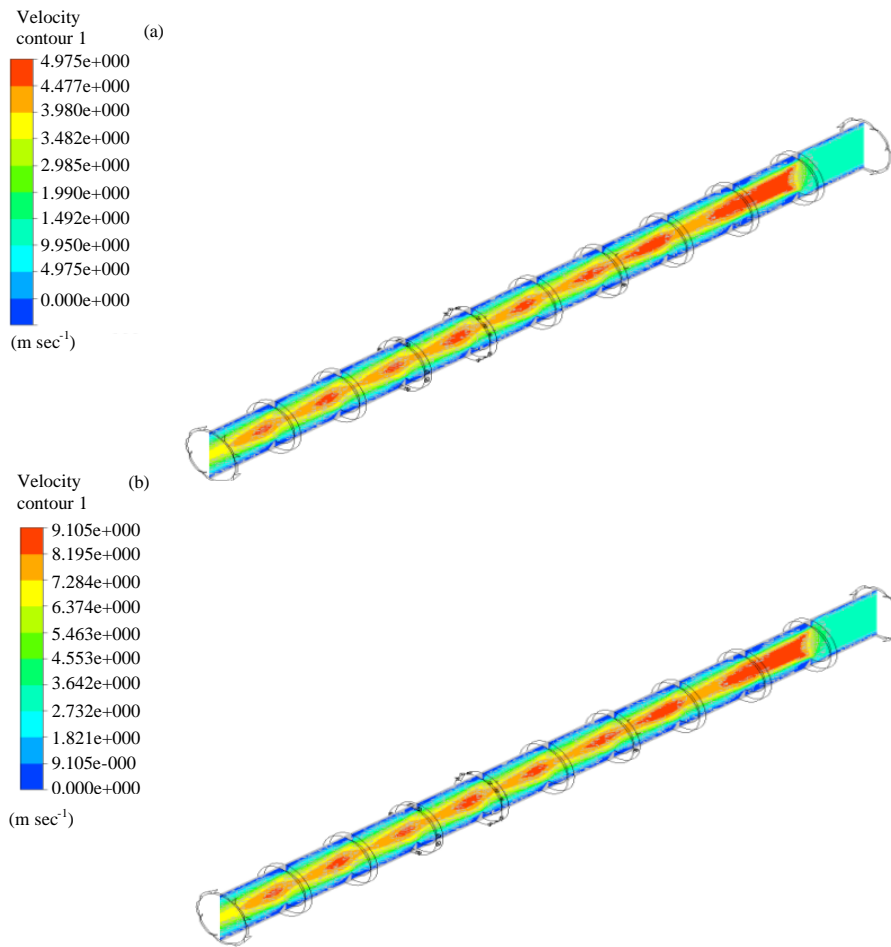 Velocity
contour 1
(a)
4.975e+000
4.477e+000
3.980e+000
3.482e+000
2.985e+000
1.990e+000
1.492e+000
9.950e+000
4.975e+000
0.000e+000
(m sec⁻¹)
Velocity
contour 1
(b)
9.105e+000
8.195e+000
7.284e+000
6.374e+000
5.463e+000
4.553e+000
3.642e+000
2.732e+000
1.821e+000
9.105e-000
0.000e+000
(m sec⁻¹)